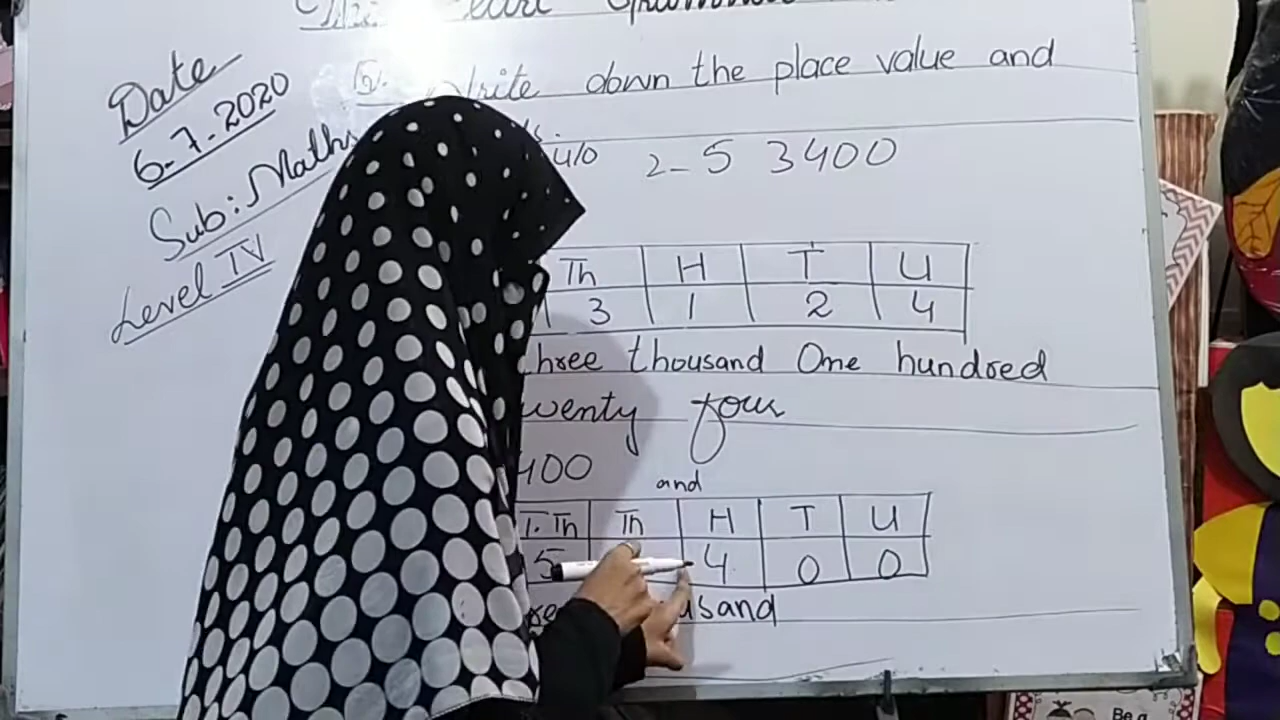 Date
6-7-2020
Sub: Maths
Level IV
Write down the place value and
2- 5 3400
Th H T U
3 1 2 4
three thousand One hundred
twenty four
400
and
T.Th Th H T U
5 4 0 0
Be a